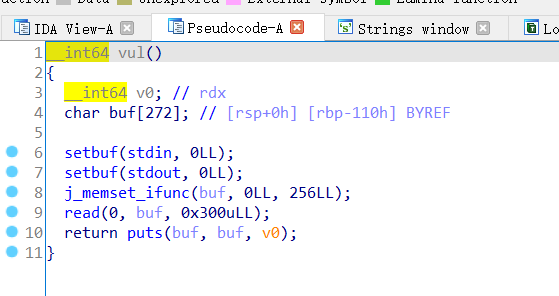 Data Unexplored External symbol Lumina function
IDA View-A Pseudocode-A Strings window
1 __int64 vul()
2 {
3 __int64 v0; // rdx
4 char buf[272]; // [rsp+0h] [rbp-110h] BYREF
5
6 setbuf(stdin, 0LL);
7 setbuf(stdout, 0LL);
8 j_memset_ifunc(buf, 0LL, 256LL);
9 read(0, buf, 0x300uLL);
10 return puts(buf, buf, v0);
11 }